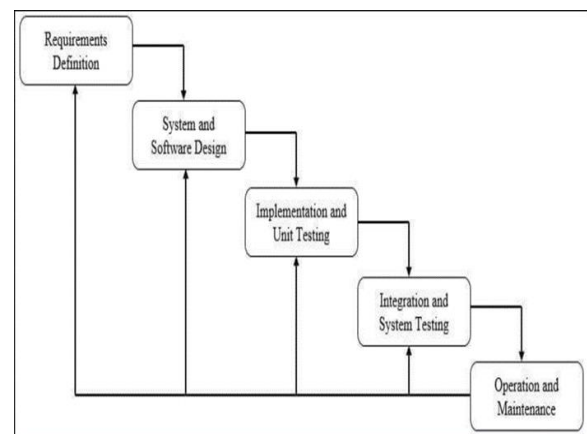 Requirements
Definition
System and
Software Design
Implementation and
Unit Testing
Integration and
System Testing
Operation and
Maintenance